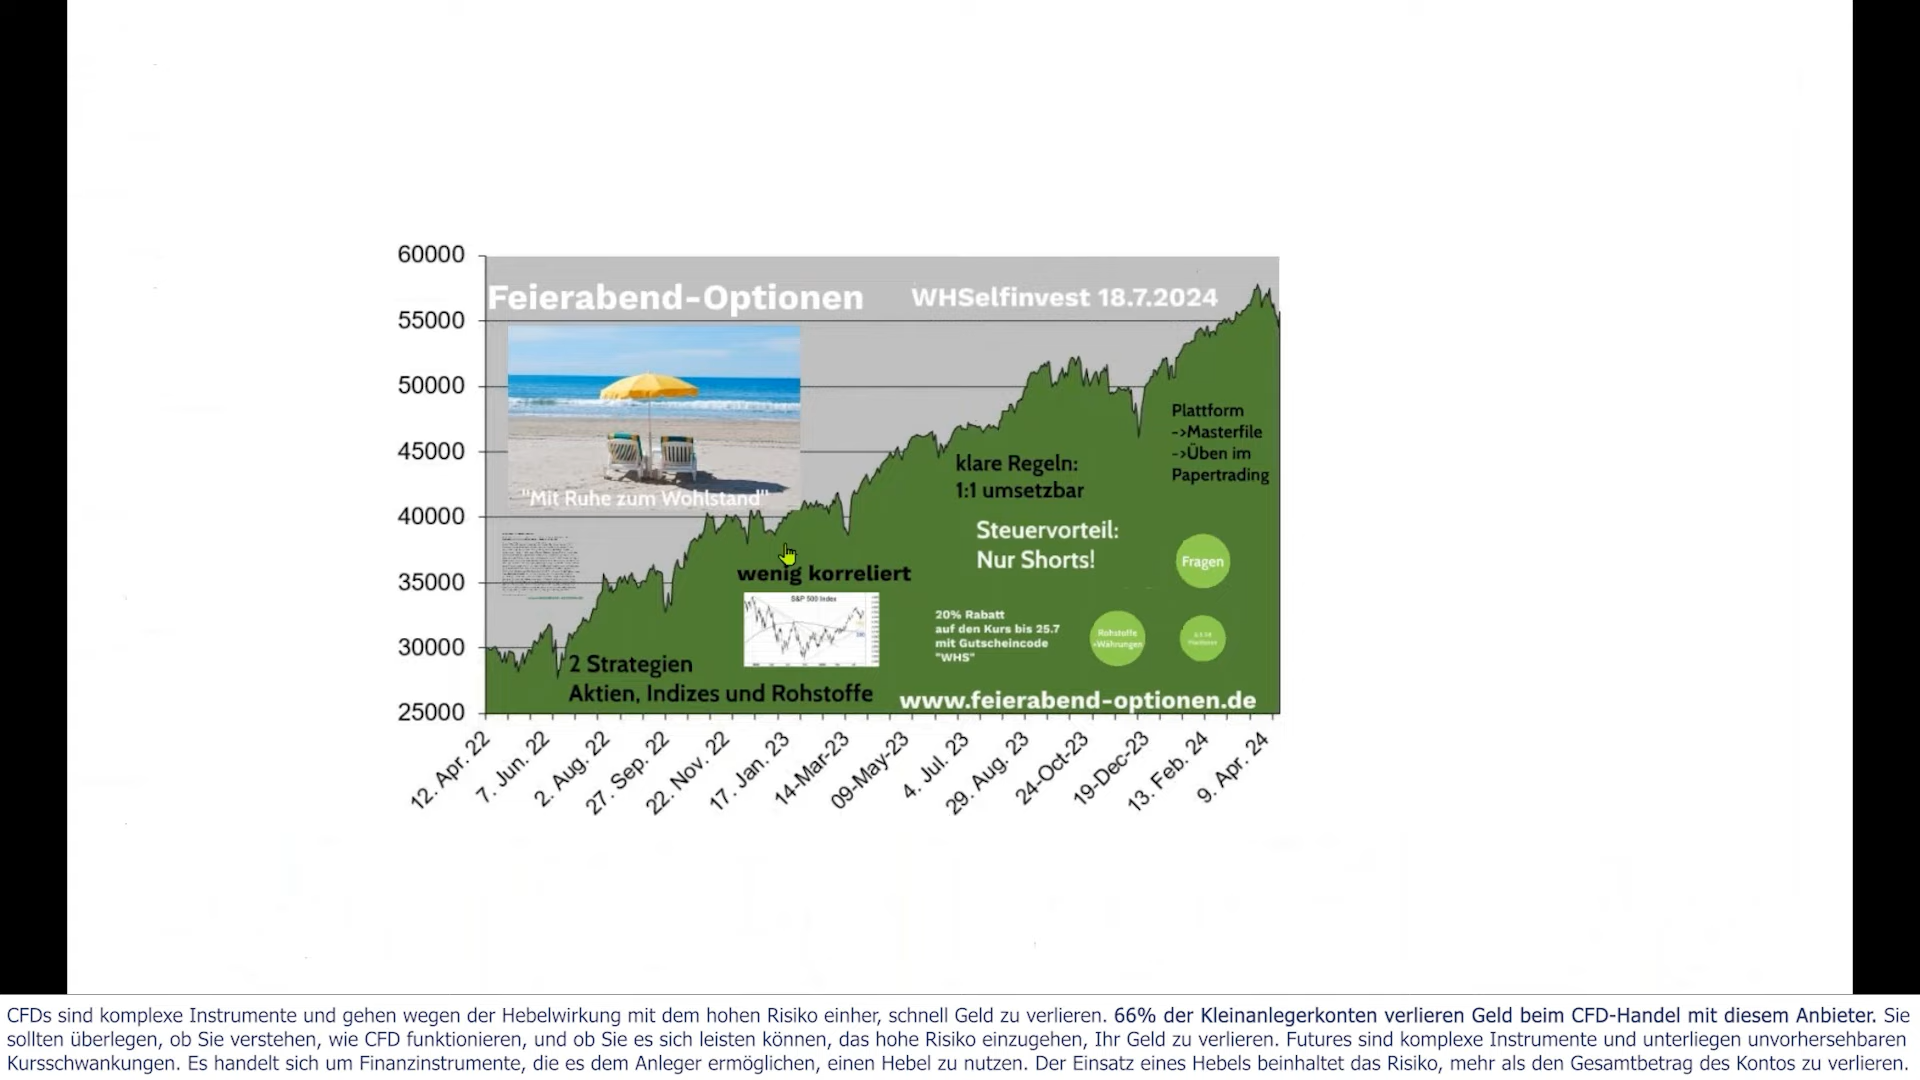 60000
Feierabend-Optionen
WHSelfinvest 18.7.2024
55000
50000
Plattform
->Masterfile
->Üben im
Papertrading
45000
klare Regeln:
1:1 umsetzbar
"Mit Ruhe zum Wohlstand"
40000
Steuervorteil:
Nur Shorts!
Fragen
wenig korreliert
35000
S&P 500 Index
20% Rabatt
auf den Kurs bis 25.7
mit Gutscheincode
"WHS"
Rohstoffe
+Währungen
30000
2 Strategien
Aktien, Indizes und Rohstoffe
www.feierabend-optionen.de
25000
12. Apr. 22
7. Jun. 22
2. Aug. 22
27. Sep. 22
22. Nov. 22
17. Jan. 23
14-Mar-23
09-May-23
4. Jul. 23
29. Aug. 23
24-Oct-23
19-Dec-23
13. Feb. 24
9. Apr. 24
CFDs sind komplexe Instrumente und gehen wegen der Hebelwirkung mit dem hohen Risiko einher, schnell Geld zu verlieren. 66% der Kleinanlegerkonten verlieren Geld beim CFD-Handel mit diesem Anbieter. Sie
sollten überlegen, ob Sie verstehen, wie CFD funktionieren, und ob Sie es sich leisten können, das hohe Risiko einzugehen, Ihr Geld zu verlieren. Futures sind komplexe Instrumente und unterliegen unvorhersehbaren
Kursschwankungen. Es handelt sich um Finanzinstrumente, die es dem Anleger ermöglichen, einen Hebel zu nutzen. Der Einsatz eines Hebels beinhaltet das Risiko, mehr als den Gesamtbetrag des Kontos zu verlieren.